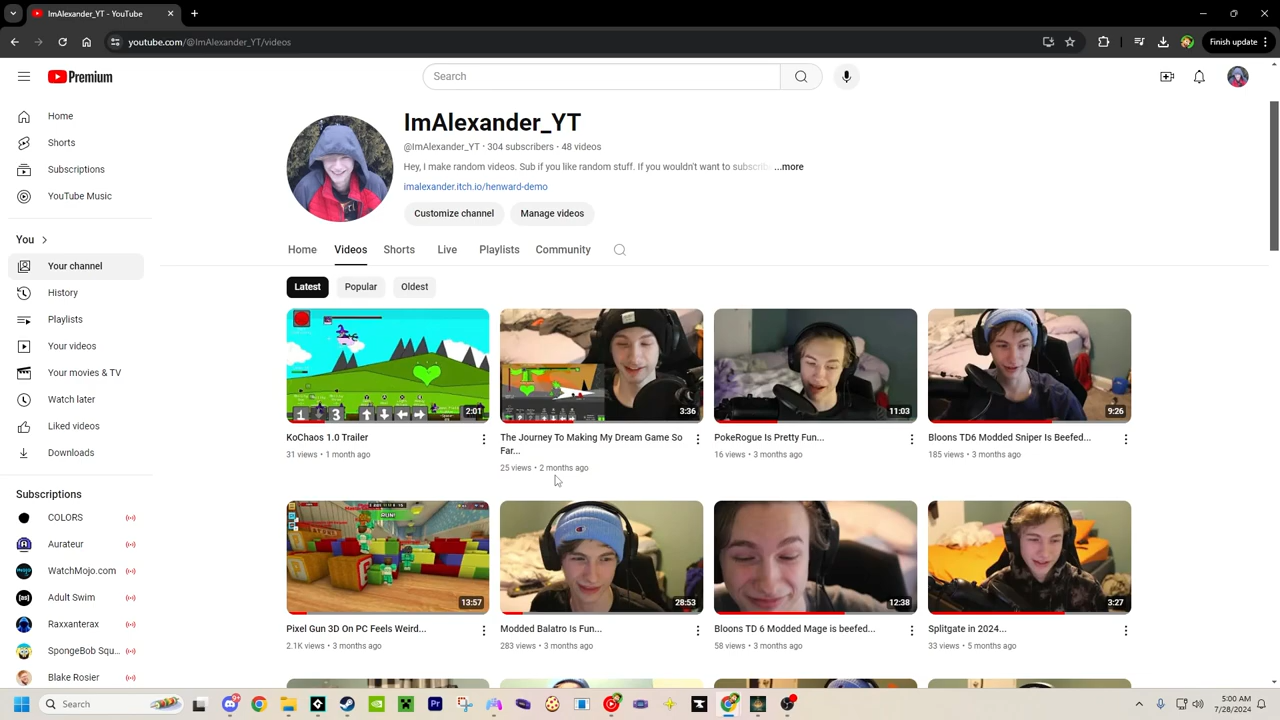 ImAlexander_YT - YouTube
youtube.com/@ImAlexander_YT/videos
Finish update
Premium
Search
Home
Shorts
Subscriptions
YouTube Music
You
Your channel
History
Playlists
Your videos
Your movies & TV
Watch later
Liked videos
Downloads
Subscriptions
COLORS
Aurateur
WatchMojo.com
Adult Swim
Raxxanterax
SpongeBob Squ...
Blake Rosier
ImAlexander_YT
@ImAlexander_YT • 304 subscribers • 48 videos
Hey, I make random videos. Sub if you like random stuff. If you wouldn't want to subscrib ...more
imalexander.itch.io/henward-demo
Customize channel
Manage videos
Home Videos Shorts Live Playlists Community
Latest Popular Oldest
2:01
KoChaos 1.0 Trailer
31 views • 1 month ago
3:36
The Journey To Making My Dream Game So
Far...
25 views • 2 months ago
11:03
PokeRogue Is Pretty Fun...
16 views • 3 months ago
9:26
Bloons TD6 Modded Sniper Is Beefed...
185 views • 3 months ago
RUN!
13:57
Pixel Gun 3D On PC Feels Weird...
2.1K views • 3 months ago
28:53
Modded Balatro Is Fun...
283 views • 3 months ago
12:38
Bloons TD 6 Modded Mage is beefed...
58 views • 3 months ago
3:27
Splitgate in 2024...
33 views • 5 months ago
Search
5:00 AM
7/28/2024